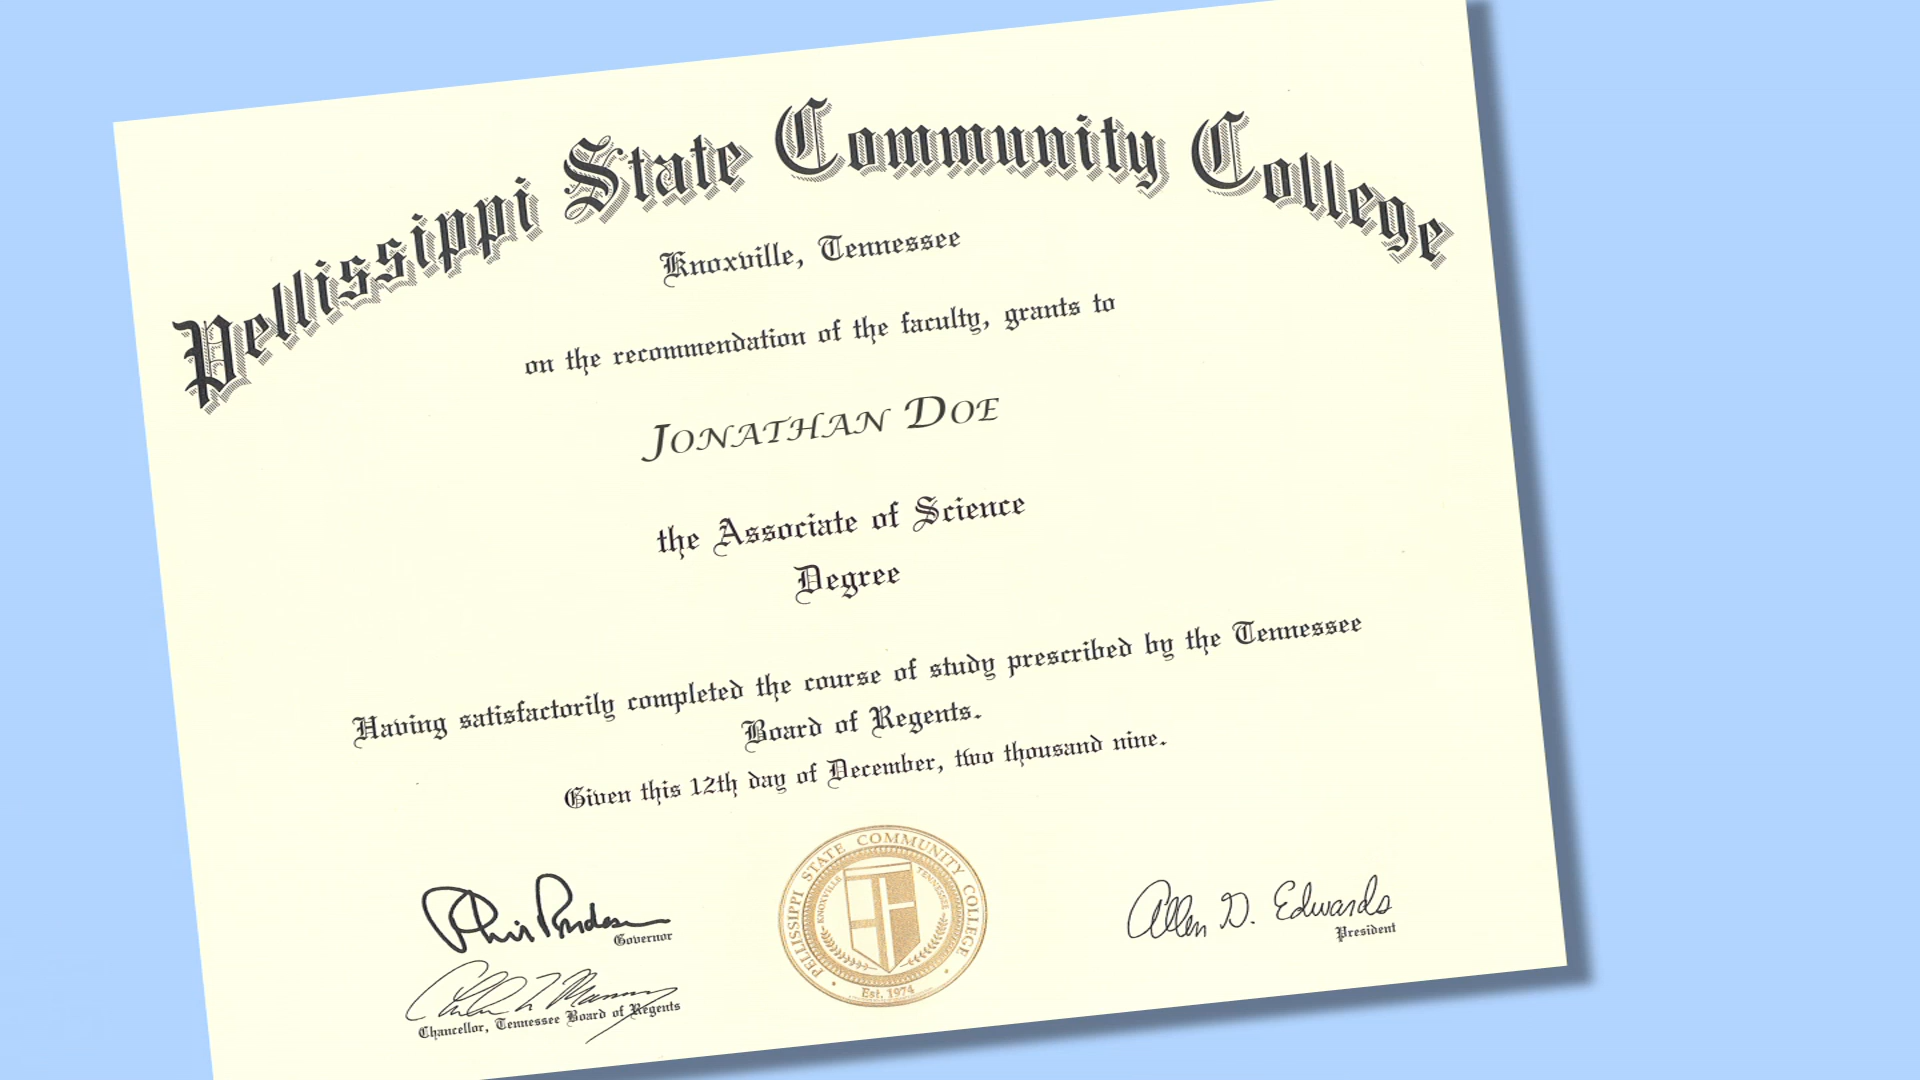 Pellissippi State Community College
Knoxville, Tennessee
on the recommendation of the faculty, grants to
Jonathan Doe
the Associate of Science
Degree
Having satisfactorily completed the course of study prescribed by the Tennessee
Board of Regents.
Given this 12th day of December, two thousand nine.
PELLISSIPPI STATE COMMUNITY COLLEGE
KNOXVILLE TENNESSEE
Est. 1974
Governor
Allen D. Edwards
President
Chancellor, Tennessee Board of Regents